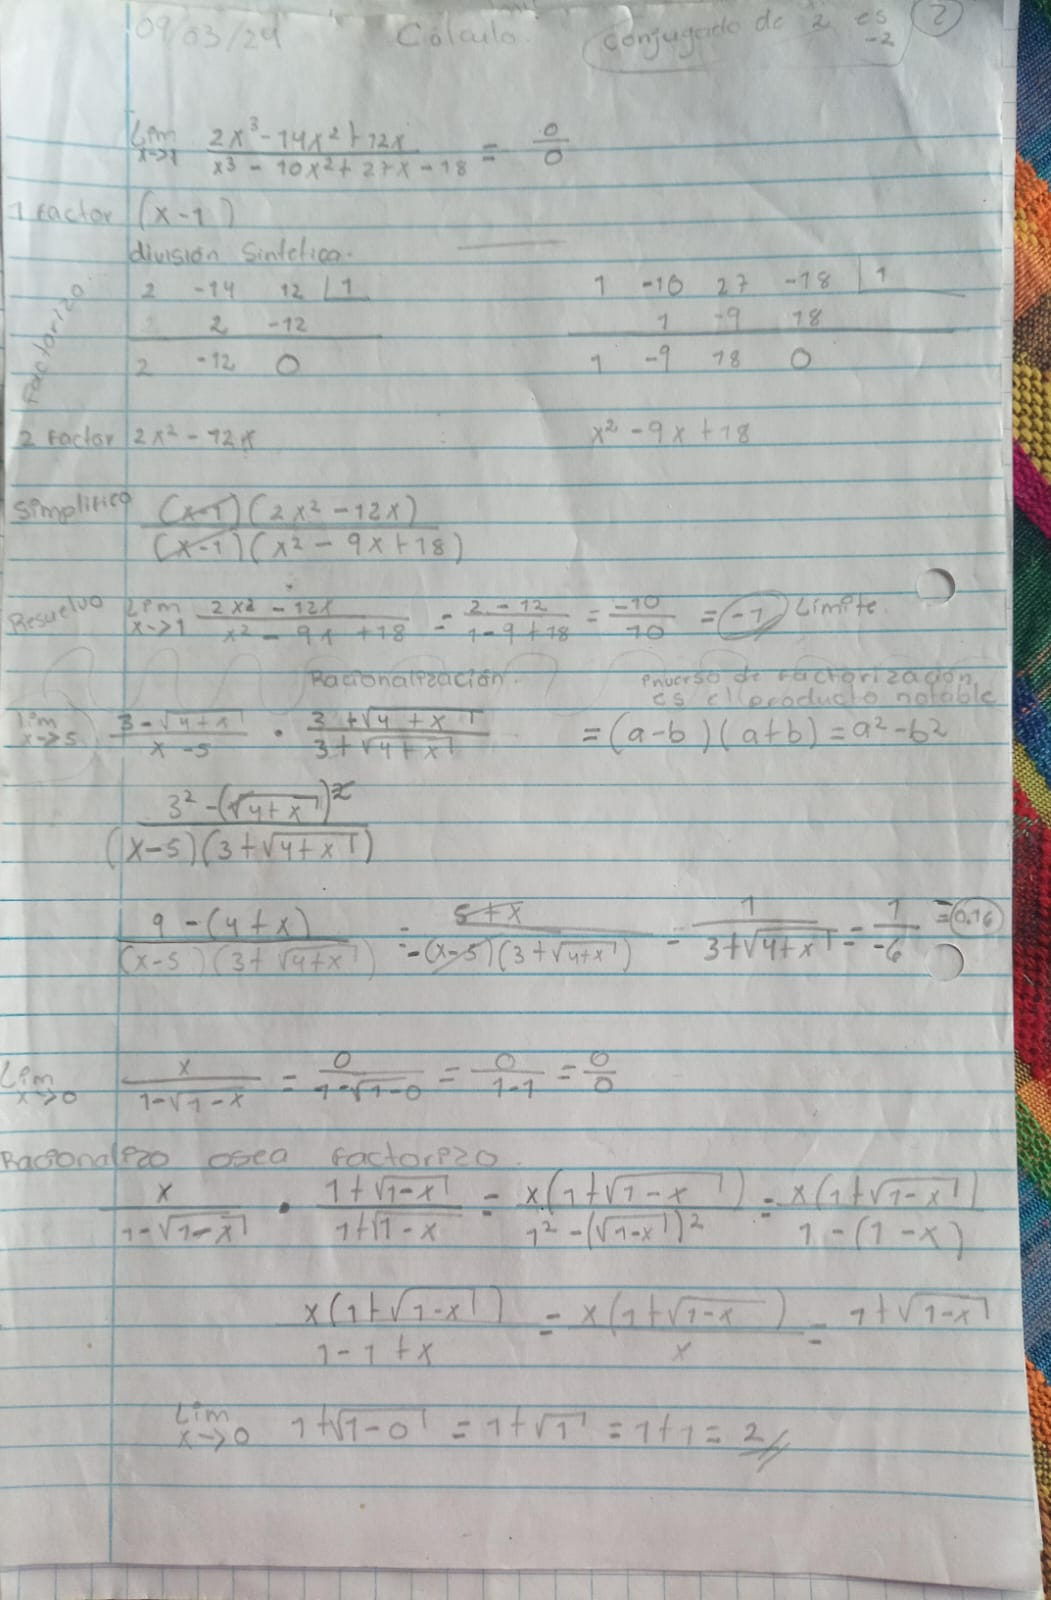 09/03/24 Cálculo. conjugado de 2 es -2 2
Lim x->1 2x³-14x²+12x / x³-10x²+27x-18 = 0/0
1 Factor (x-1)
división sintetica.
Factorizo
2 -14 12 |1 1 -10 27 -18 |1
2 -12 1 -9 18
2 -12 0 1 -9 18 0
2 Factor 2x²-12x x²-9x+18
Simplifico (x-1)(2x²-12x) / (x-1)(x²-9x+18)
Resuelvo Lim x->1 2x²-12x / x²-9x+18 = 2-12 / 1-9+18 = -10/10 = -1 Limite.
Racionalización. inverso de factorización
es el producto notable
lim x->5 3-√4+x / x-5 · 3+√4+x / 3+√4+x = (a-b)(a+b)=a²-b²
3²-(√4+x)² / (x-5)(3+√4+x)
9-(4+x) / (x-5)(3+√4+x) = 5+x / -(x-5)(3+√4+x) = 1 / 3+√4+x = 1/-6 = 0.16
Lim x->0 x / 1-√1-x = 0 / 1-√1-0 = 0 / 1-1 = 0/0
Racionalizo osea factorizo.
x / 1-√1-x · 1+√1-x / 1+√1-x = x(1+√1-x) / 1²-(√1-x)² = x(1+√1-x) / 1-(1-x)
x(1+√1-x) / 1-1+x = x(1+√1-x) / x = 1+√1-x
Lim x->0 1+√1-0 = 1+√1 = 1+1 = 2//